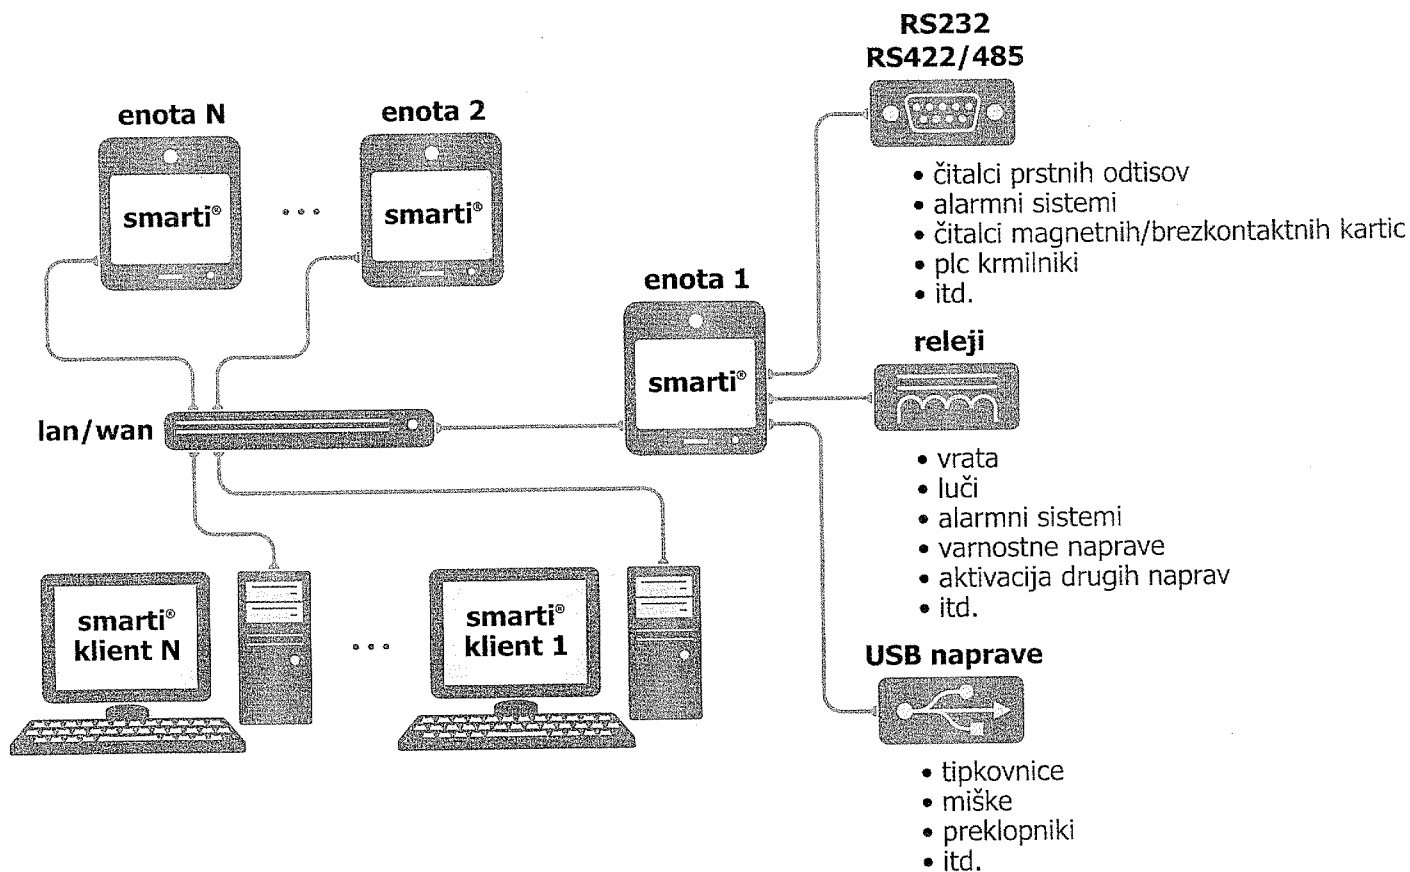 RS232
RS422/485
• čitalci prstnih odtisov
• alarmni sistemi
• čitalci magnetnih/brezkontaktnih kartic
• plc krmilniki
• itd.
enota N
smarti®
...
enota 2
smarti®
enota 1
smarti®
releji
• vrata
• luči
• alarmni sistemi
• varnostne naprave
• aktivacija drugih naprav
• itd.
lan/wan
smarti®
klient N
...
smarti®
klient 1
USB naprave
• tipkovnice
• miške
• preklopniki
• itd.